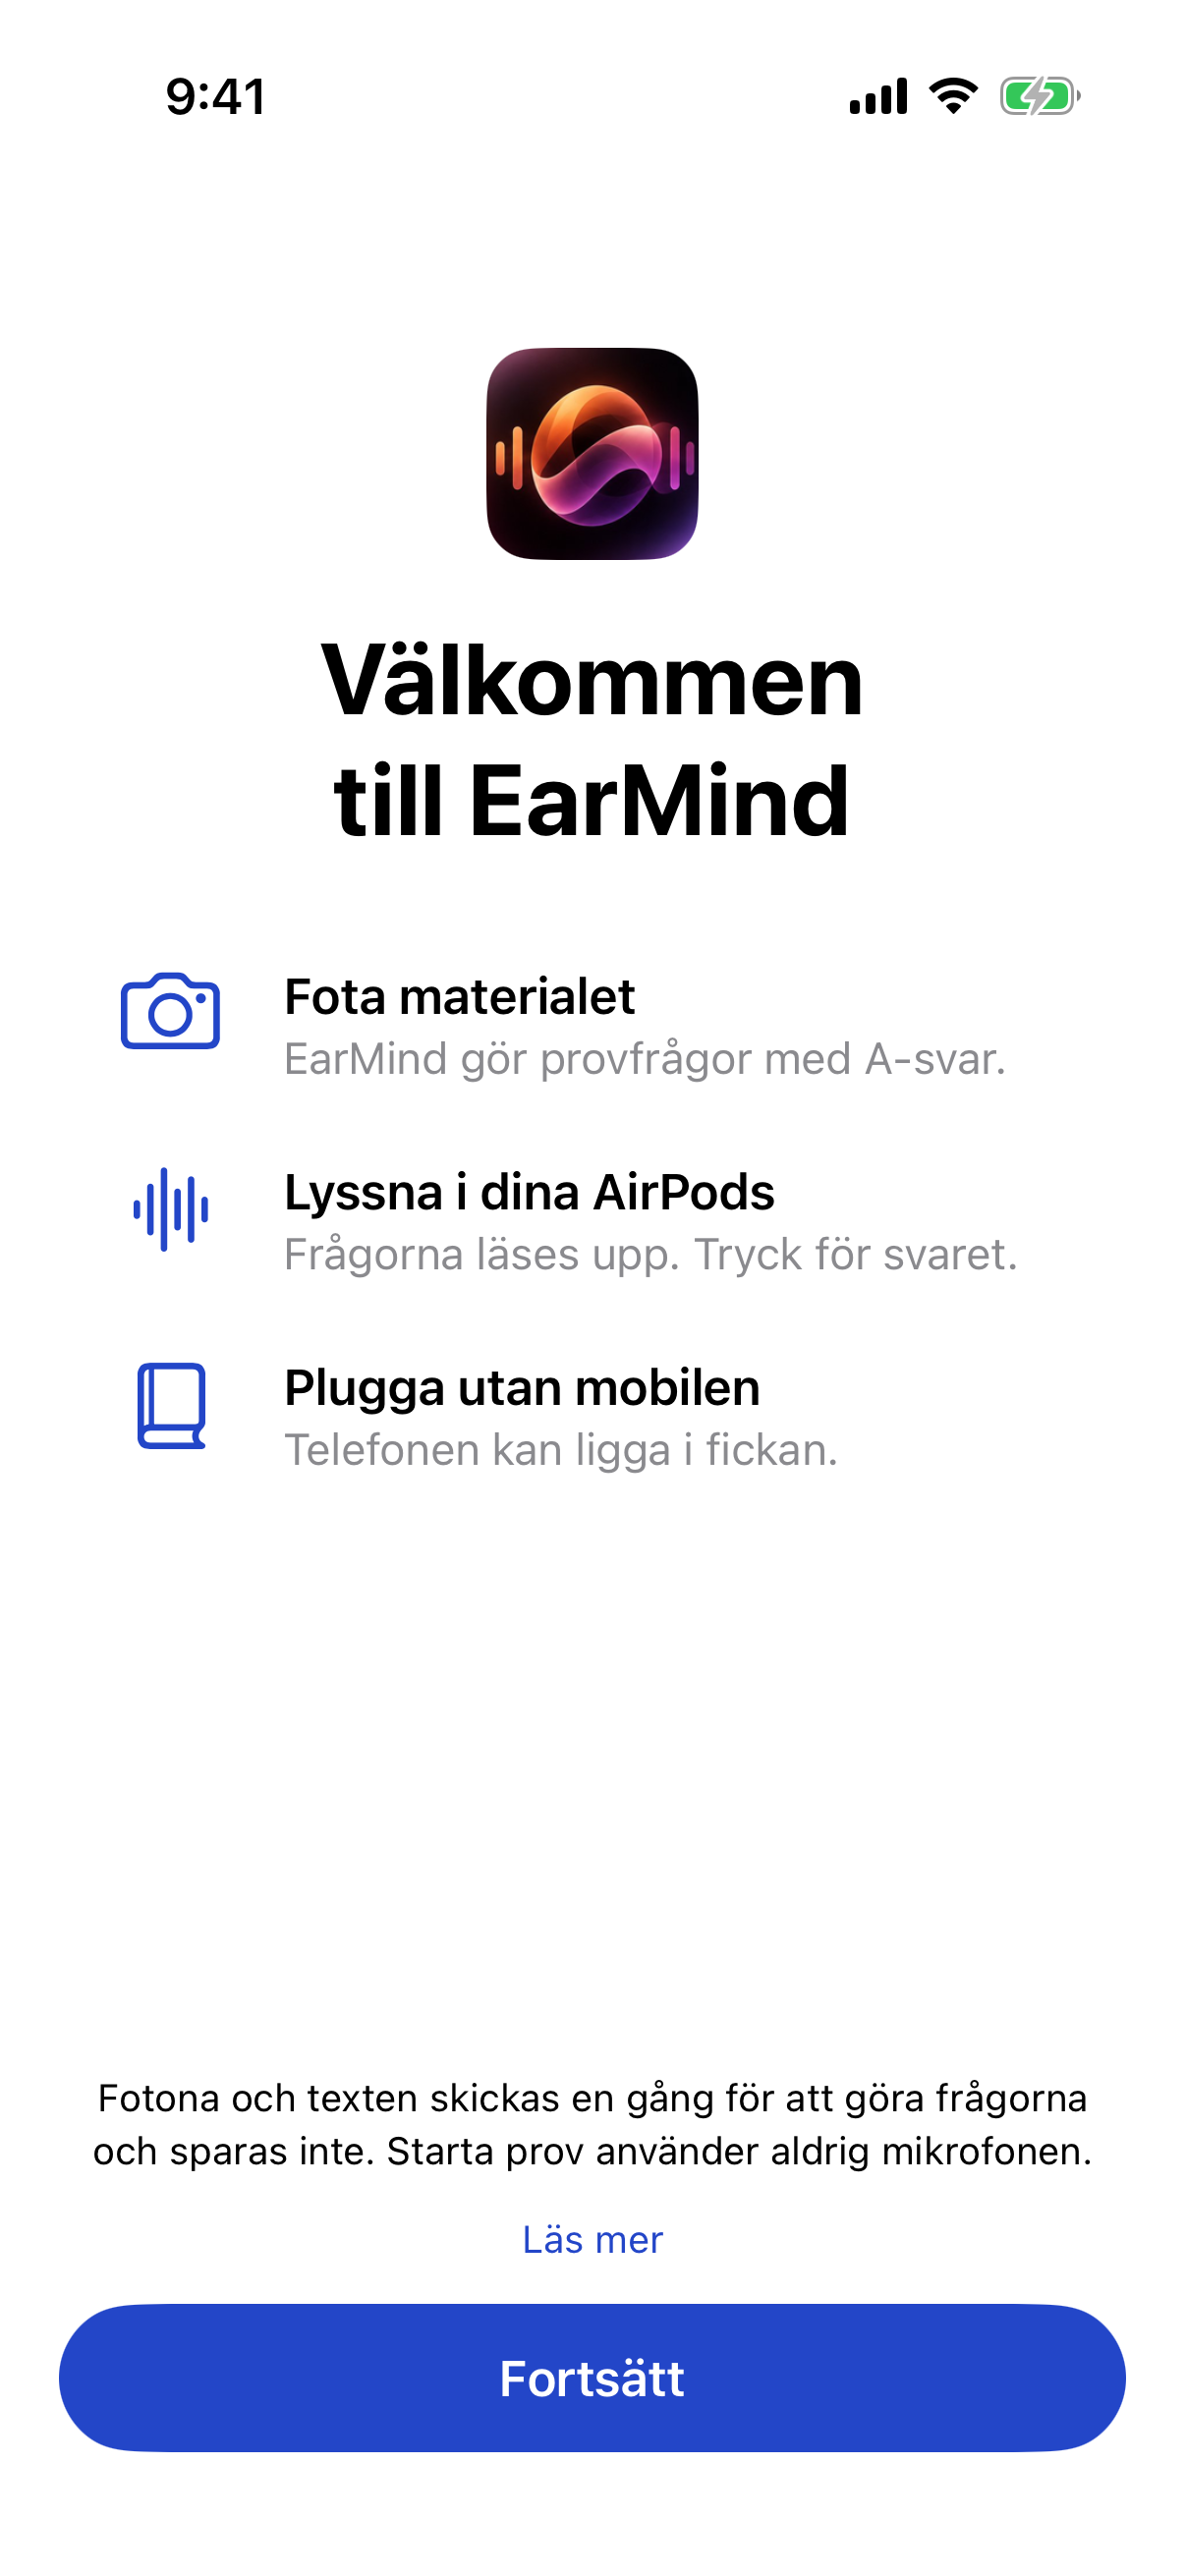 9:41
Välkommen
till EarMind
Fota materialet
EarMind gör provfrågor med A-svar.
Lyssna i dina AirPods
Frågorna läses upp. Tryck för svaret.
Plugga utan mobilen
Telefonen kan ligga i fickan.
Fotona och texten skickas en gång för att göra frågorna
och sparas inte. Starta prov använder aldrig mikrofonen.
Läs mer
Fortsätt